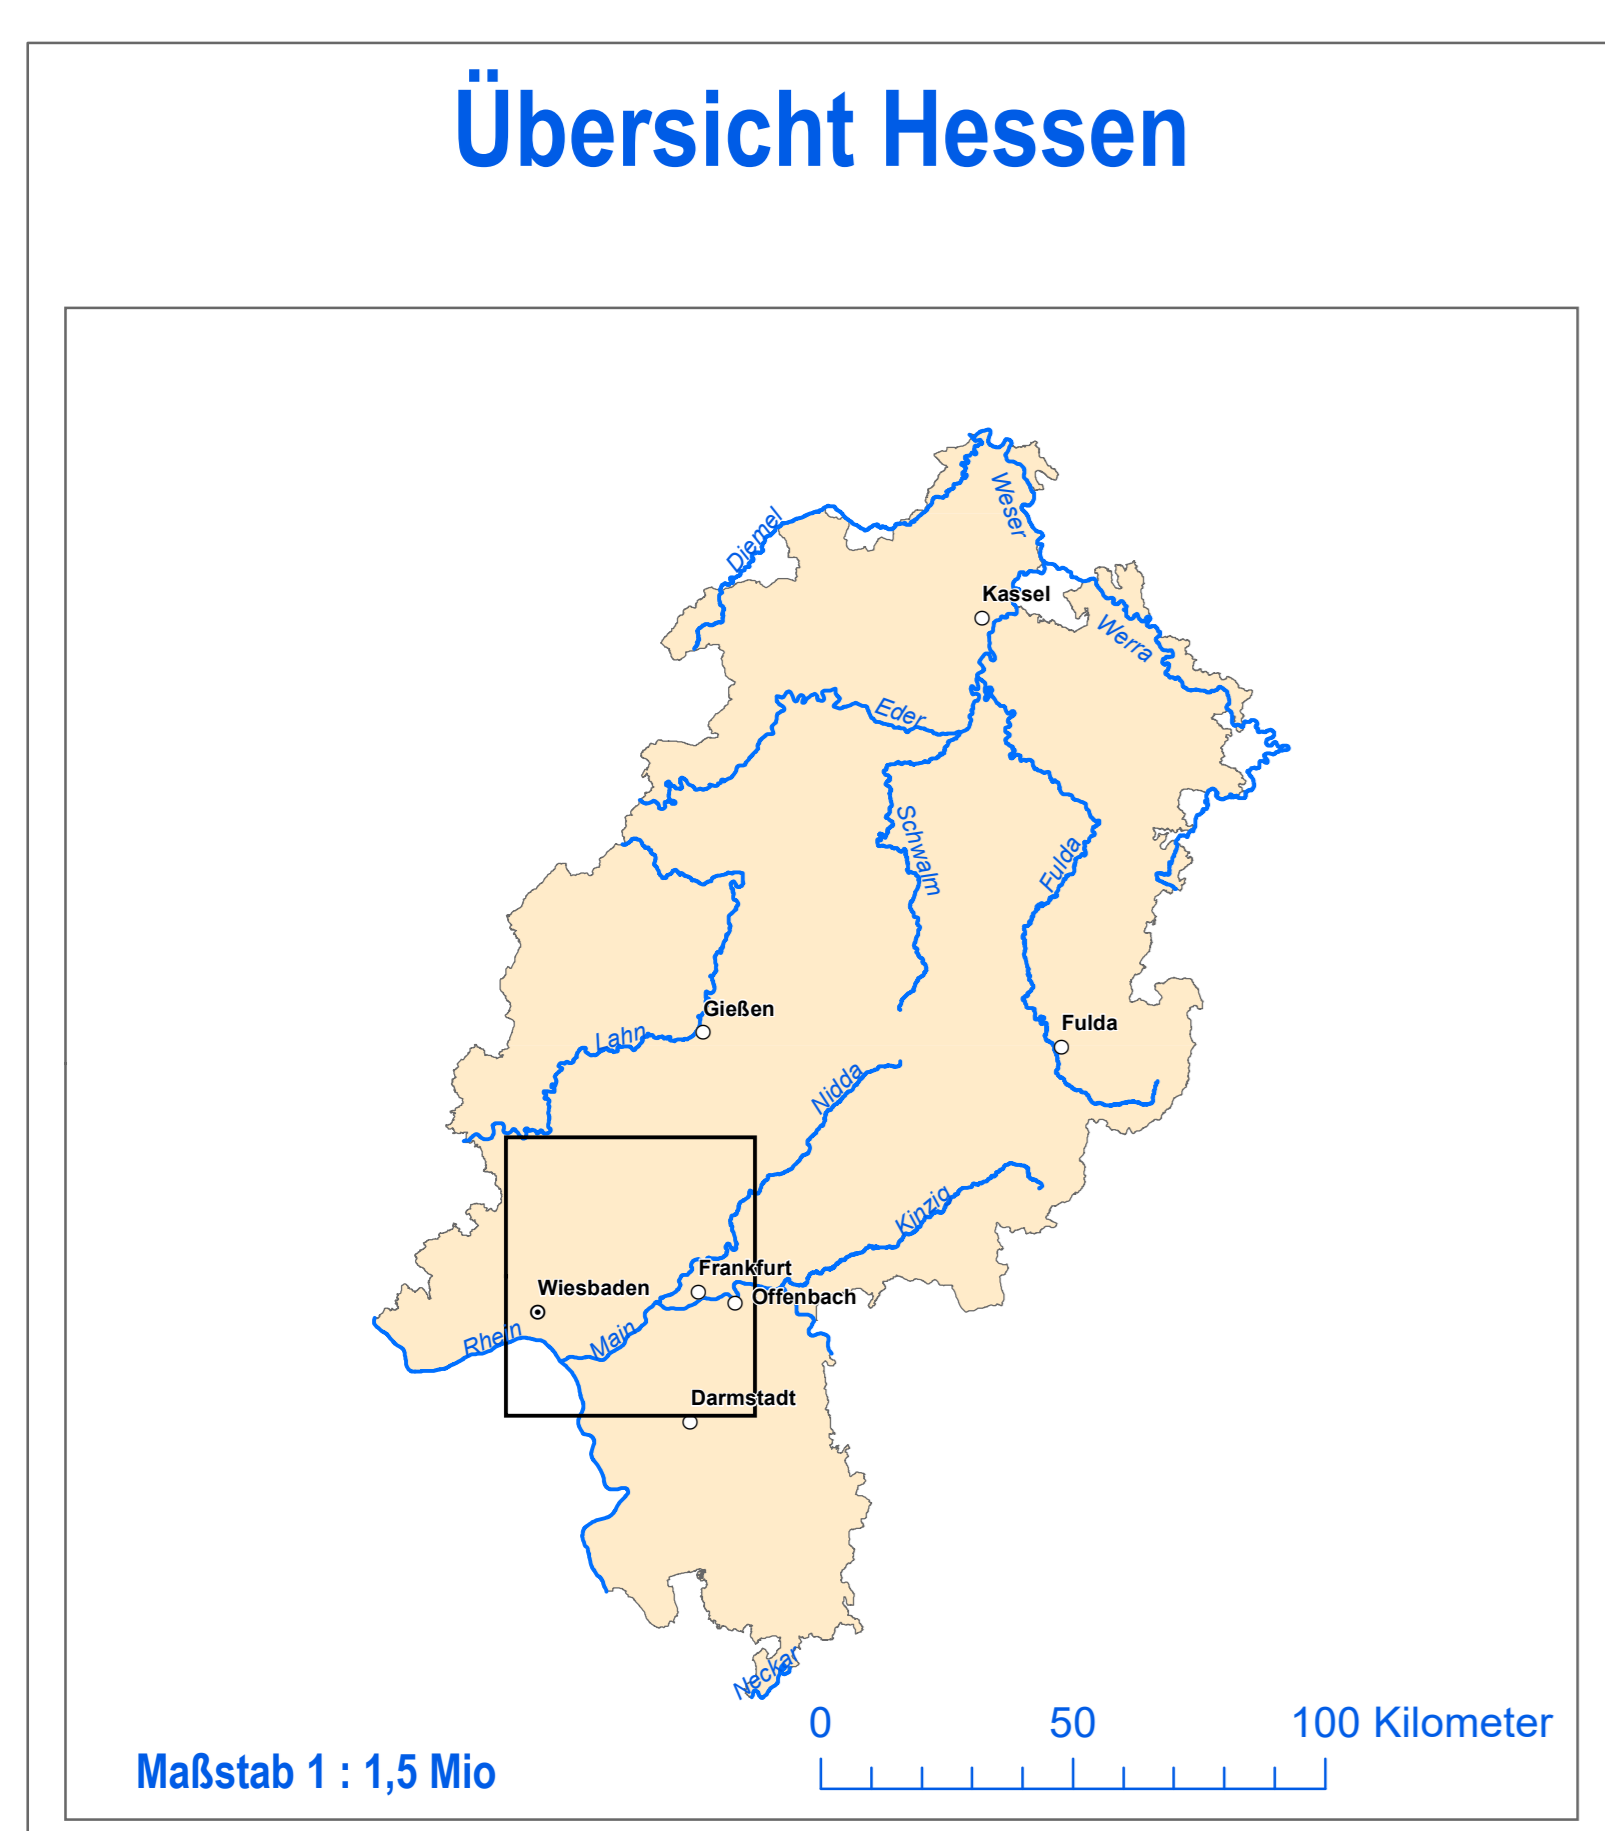 Übersicht Hessen
Weser
Diemel
Kassel
Werra
Eder
Schwalm
Fulda
Gießen
Fulda
Lahn
Nidda
Kinzig
Frankfurt
Wiesbaden
Offenbach
Rhein
Main
Darmstadt
Neckar
0 50 100 Kilometer
Maßstab 1 : 1,5 Mio